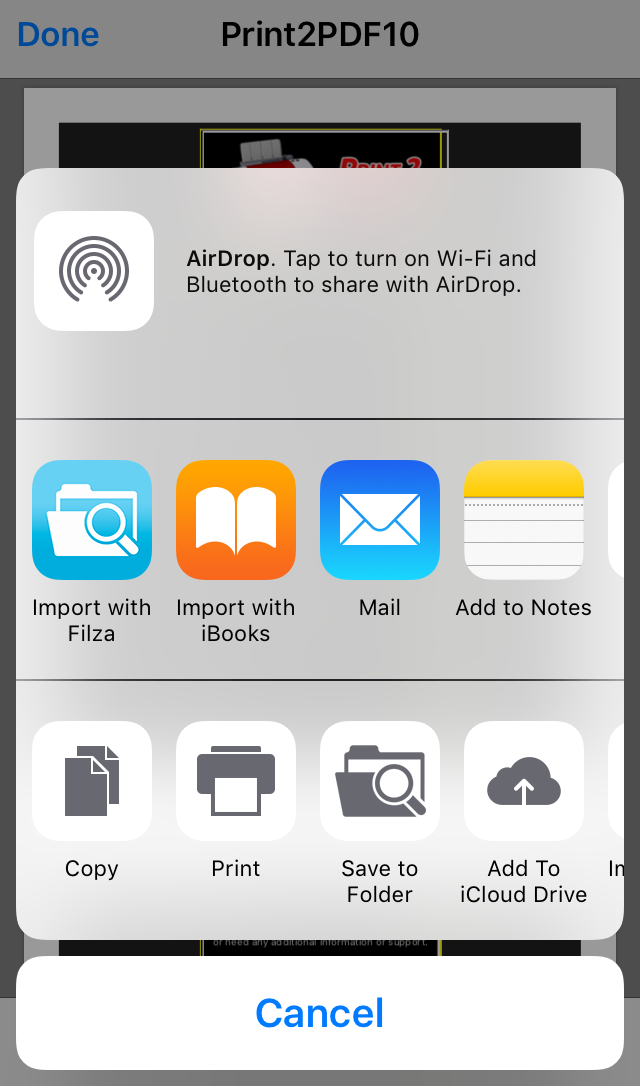 Done
Print2PDF10
PRINT 2
AirDrop. Tap to turn on Wi-Fi and
Bluetooth to share with AirDrop.
Import with
Filza
Import with
iBooks
Mail
Add to Notes
Copy
Print
Save to
Folder
Add To
iCloud Drive
or need any additional information or support.
Cancel